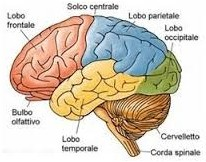 Solco centrale
Lobo
frontale
Lobo parietale
Lobo
occipitale
Bulbo
olfattivo
Lobo
temporale
Cervelletto
Corda spinale